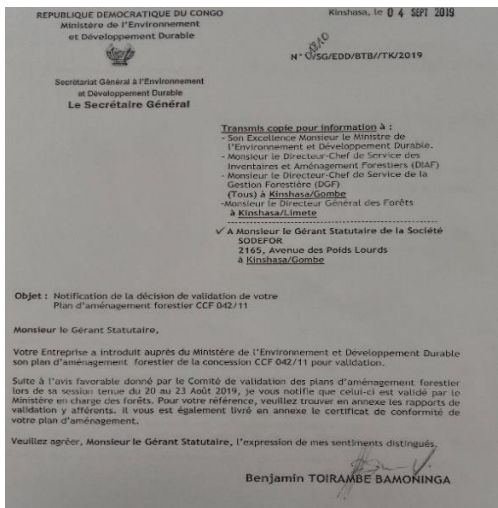 REPUBLIQUE DEMOCRATIQUE DU CONGO
Ministère de l'Environnement
et Développement Durable
Kinshasa, le 0 4 SEPT 2019
N° /SG/EDD/BTB//TK/2019
Secrétariat Général à l'Environnement
et Développement Durable
Le Secrétaire Général
Transmis copie pour information à :
- Son Excellence Monsieur le Ministre de
l'Environnement et Développement Durable.
- Monsieur le Directeur-Chef de Service des
Inventaires et Aménagement Forestiers (DIAF)
- Monsieur le Directeur-Chef de Service de la
Gestion Forestière (DGF)
(Tous) à Kinshasa/Gombe
-Monsieur le Directeur Général des Forêts
à Kinshasa/Limete
A Monsieur le Gérant Statutaire de la Société
SODEFOR
2165, Avenue des Poids Lourds
à Kinshasa/Gombe
Objet : Notification de la décision de validation de votre
Plan d'aménagement forestier CCF 042/11
Monsieur le Gérant Statutaire,
Votre Entreprise a introduit auprès du Ministère de l'Environnement et Développement Durable
son plan d'aménagement forestier de la concession CCF 042/11 pour validation.
Suite à l'avis favorable donné par le Comité de validation des plans d'aménagement forestier
lors de sa session tenue du 20 au 23 Août 2019, je vous notifie que celui-ci est validé par le
Ministère en charge des forêts. Pour votre référence, veuillez trouver en annexe les rapports de
validation y afférents. Il vous est également livré en annexe le certificat de conformité de
votre plan d'aménagement.
Veuillez agréer, Monsieur le Gérant Statutaire, l'expression de mes sentiments distingués.
Benjamin TOIRAMBE BAMONINGA